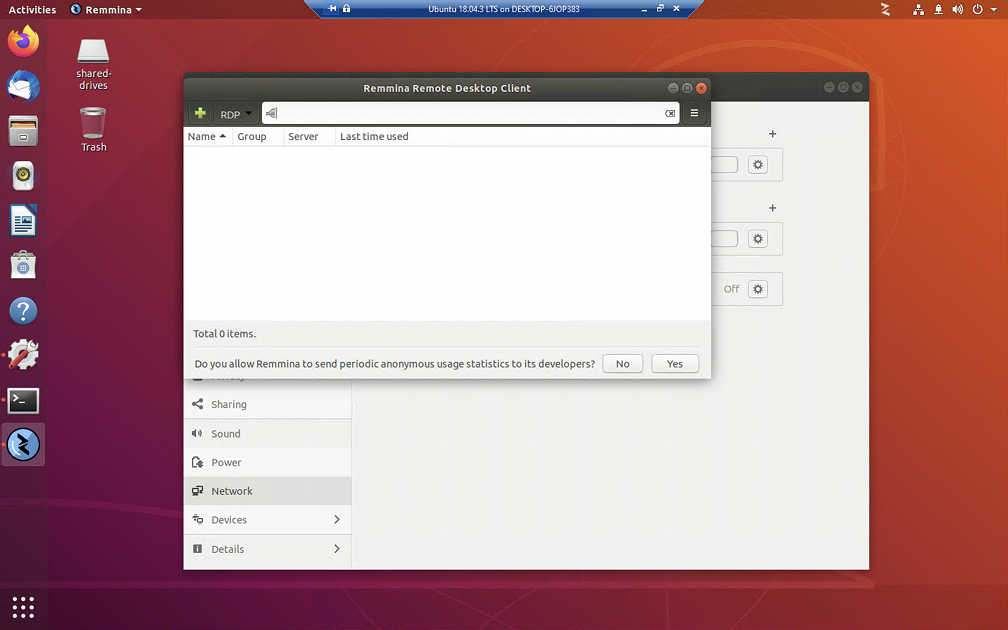 Activities Remmina
Ubuntu 18.04.3 LTS on DESKTOP-6JOP383
shared-
drives
Trash
Remmina Remote Desktop Client
RDP
Name Group Server Last time used
Total 0 items.
Do you allow Remmina to send periodic anonymous usage statistics to its developers? No Yes
Off
Sharing
Sound
Power
Network
Devices
Details